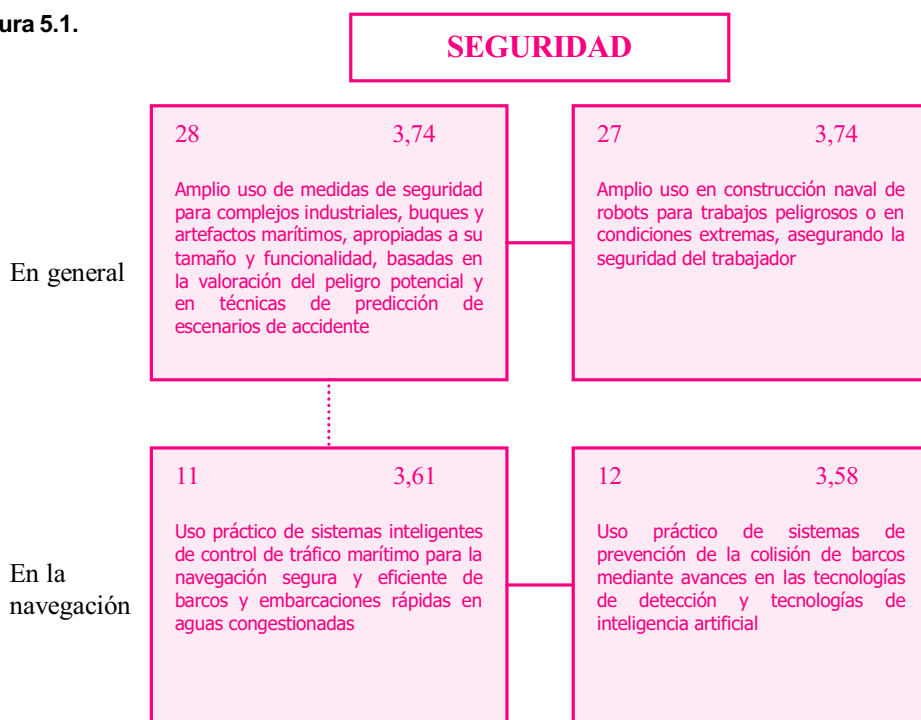 ura 5.1.
SEGURIDAD
En general
28 3,74
Amplio uso de medidas de seguridad
para complejos industriales, buques y
artefactos marítimos, apropiadas a su
tamaño y funcionalidad, basadas en
la valoración del peligro potencial y
en técnicas de predicción de
escenarios de accidente
27 3,74
Amplio uso en construcción naval de
robots para trabajos peligrosos o en
condiciones extremas, asegurando la
seguridad del trabajador
En la
navegación
11 3,61
Uso práctico de sistemas inteligentes
de control de tráfico marítimo para la
navegación segura y eficiente de
barcos y embarcaciones rápidas en
aguas congestionadas
12 3,58
Uso práctico de sistemas de
prevención de la colisión de barcos
mediante avances en las tecnologías
de detección y tecnologías de
inteligencia artificial